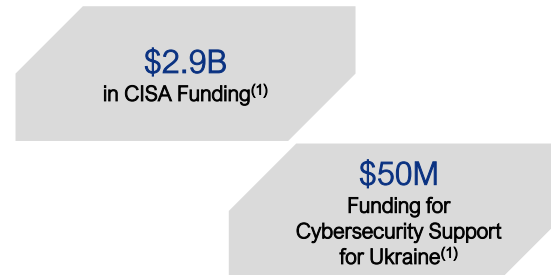 $2.9B
in CISA Funding(1)
$50M
Funding for
Cybersecurity Support
for Ukraine(1)